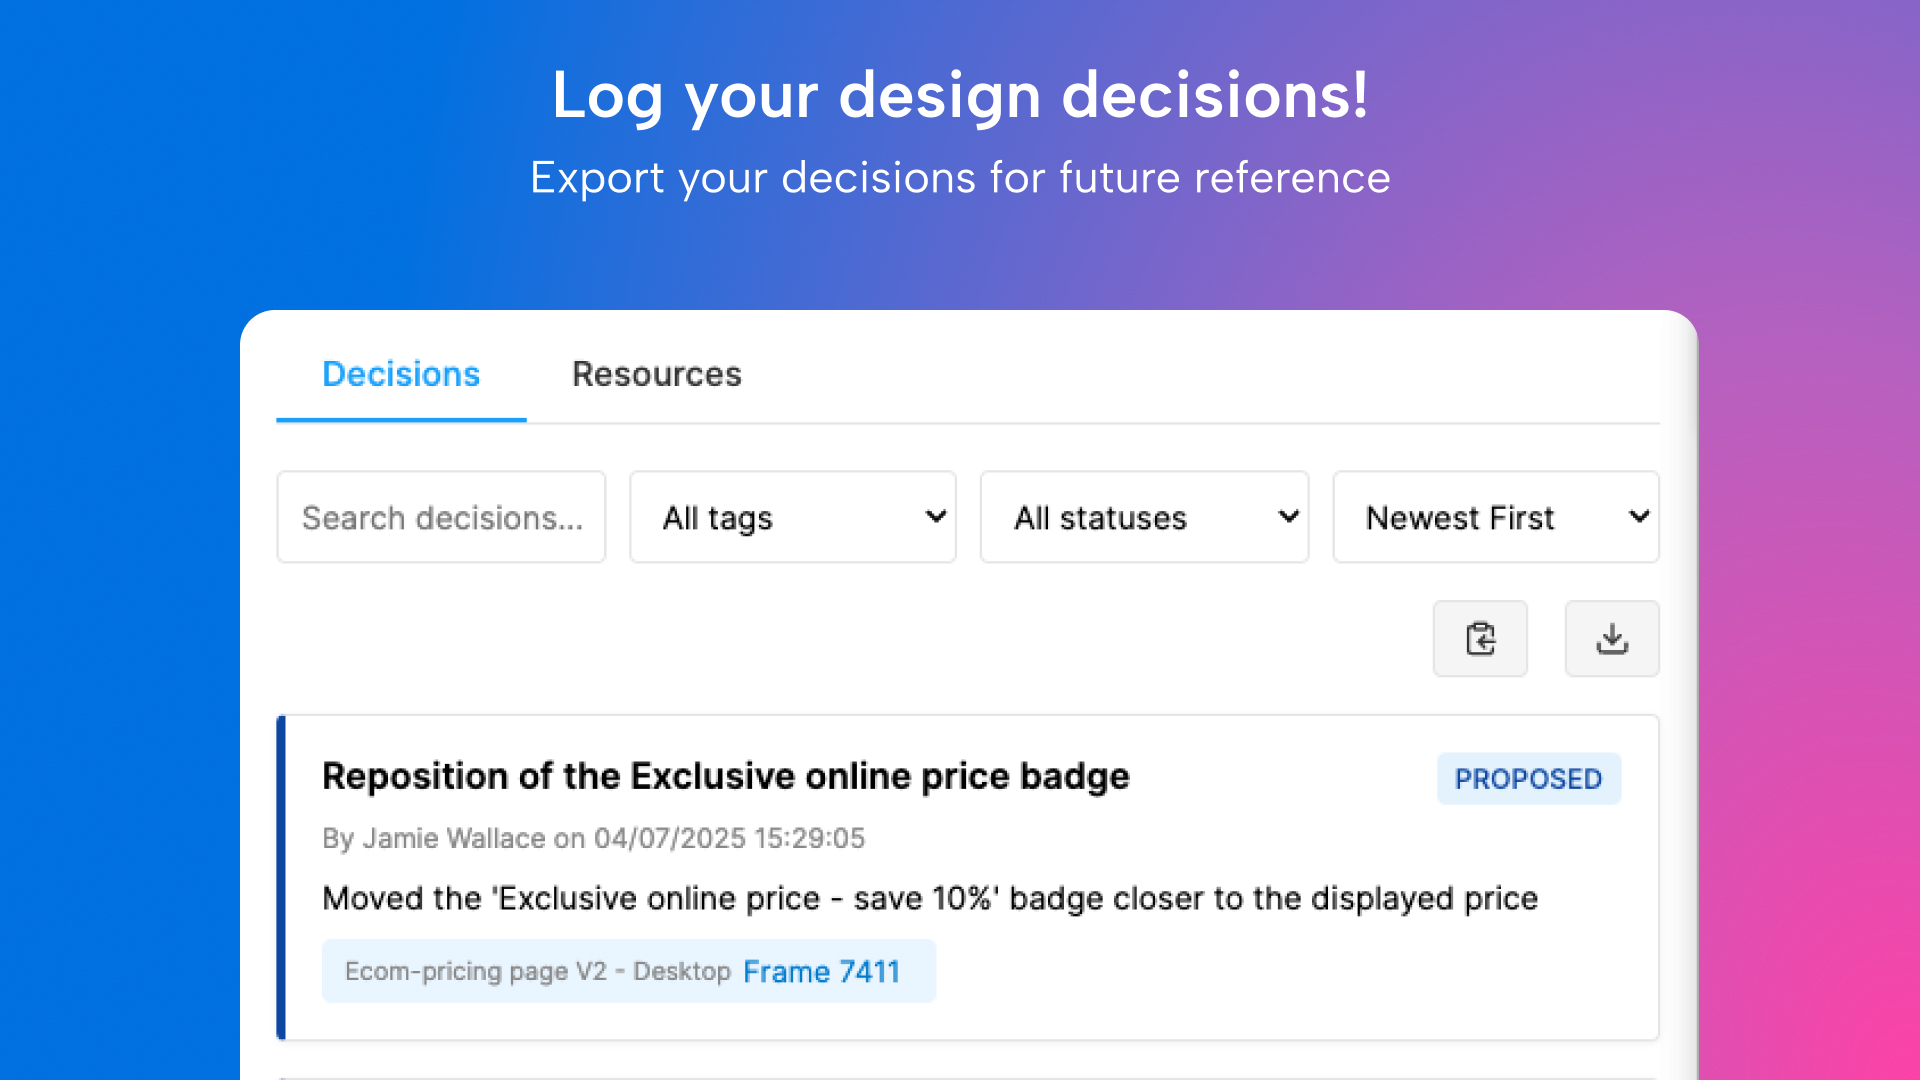 Log your design decisions!
Export your decisions for future reference
Decisions Resources
Search decisions... All tags All statuses Newest First
Reposition of the Exclusive online price badge PROPOSED
By Jamie Wallace on 04/07/2025 15:29:05
Moved the 'Exclusive online price - save 10%' badge closer to the displayed price
Ecom-pricing page V2 - Desktop Frame 7411